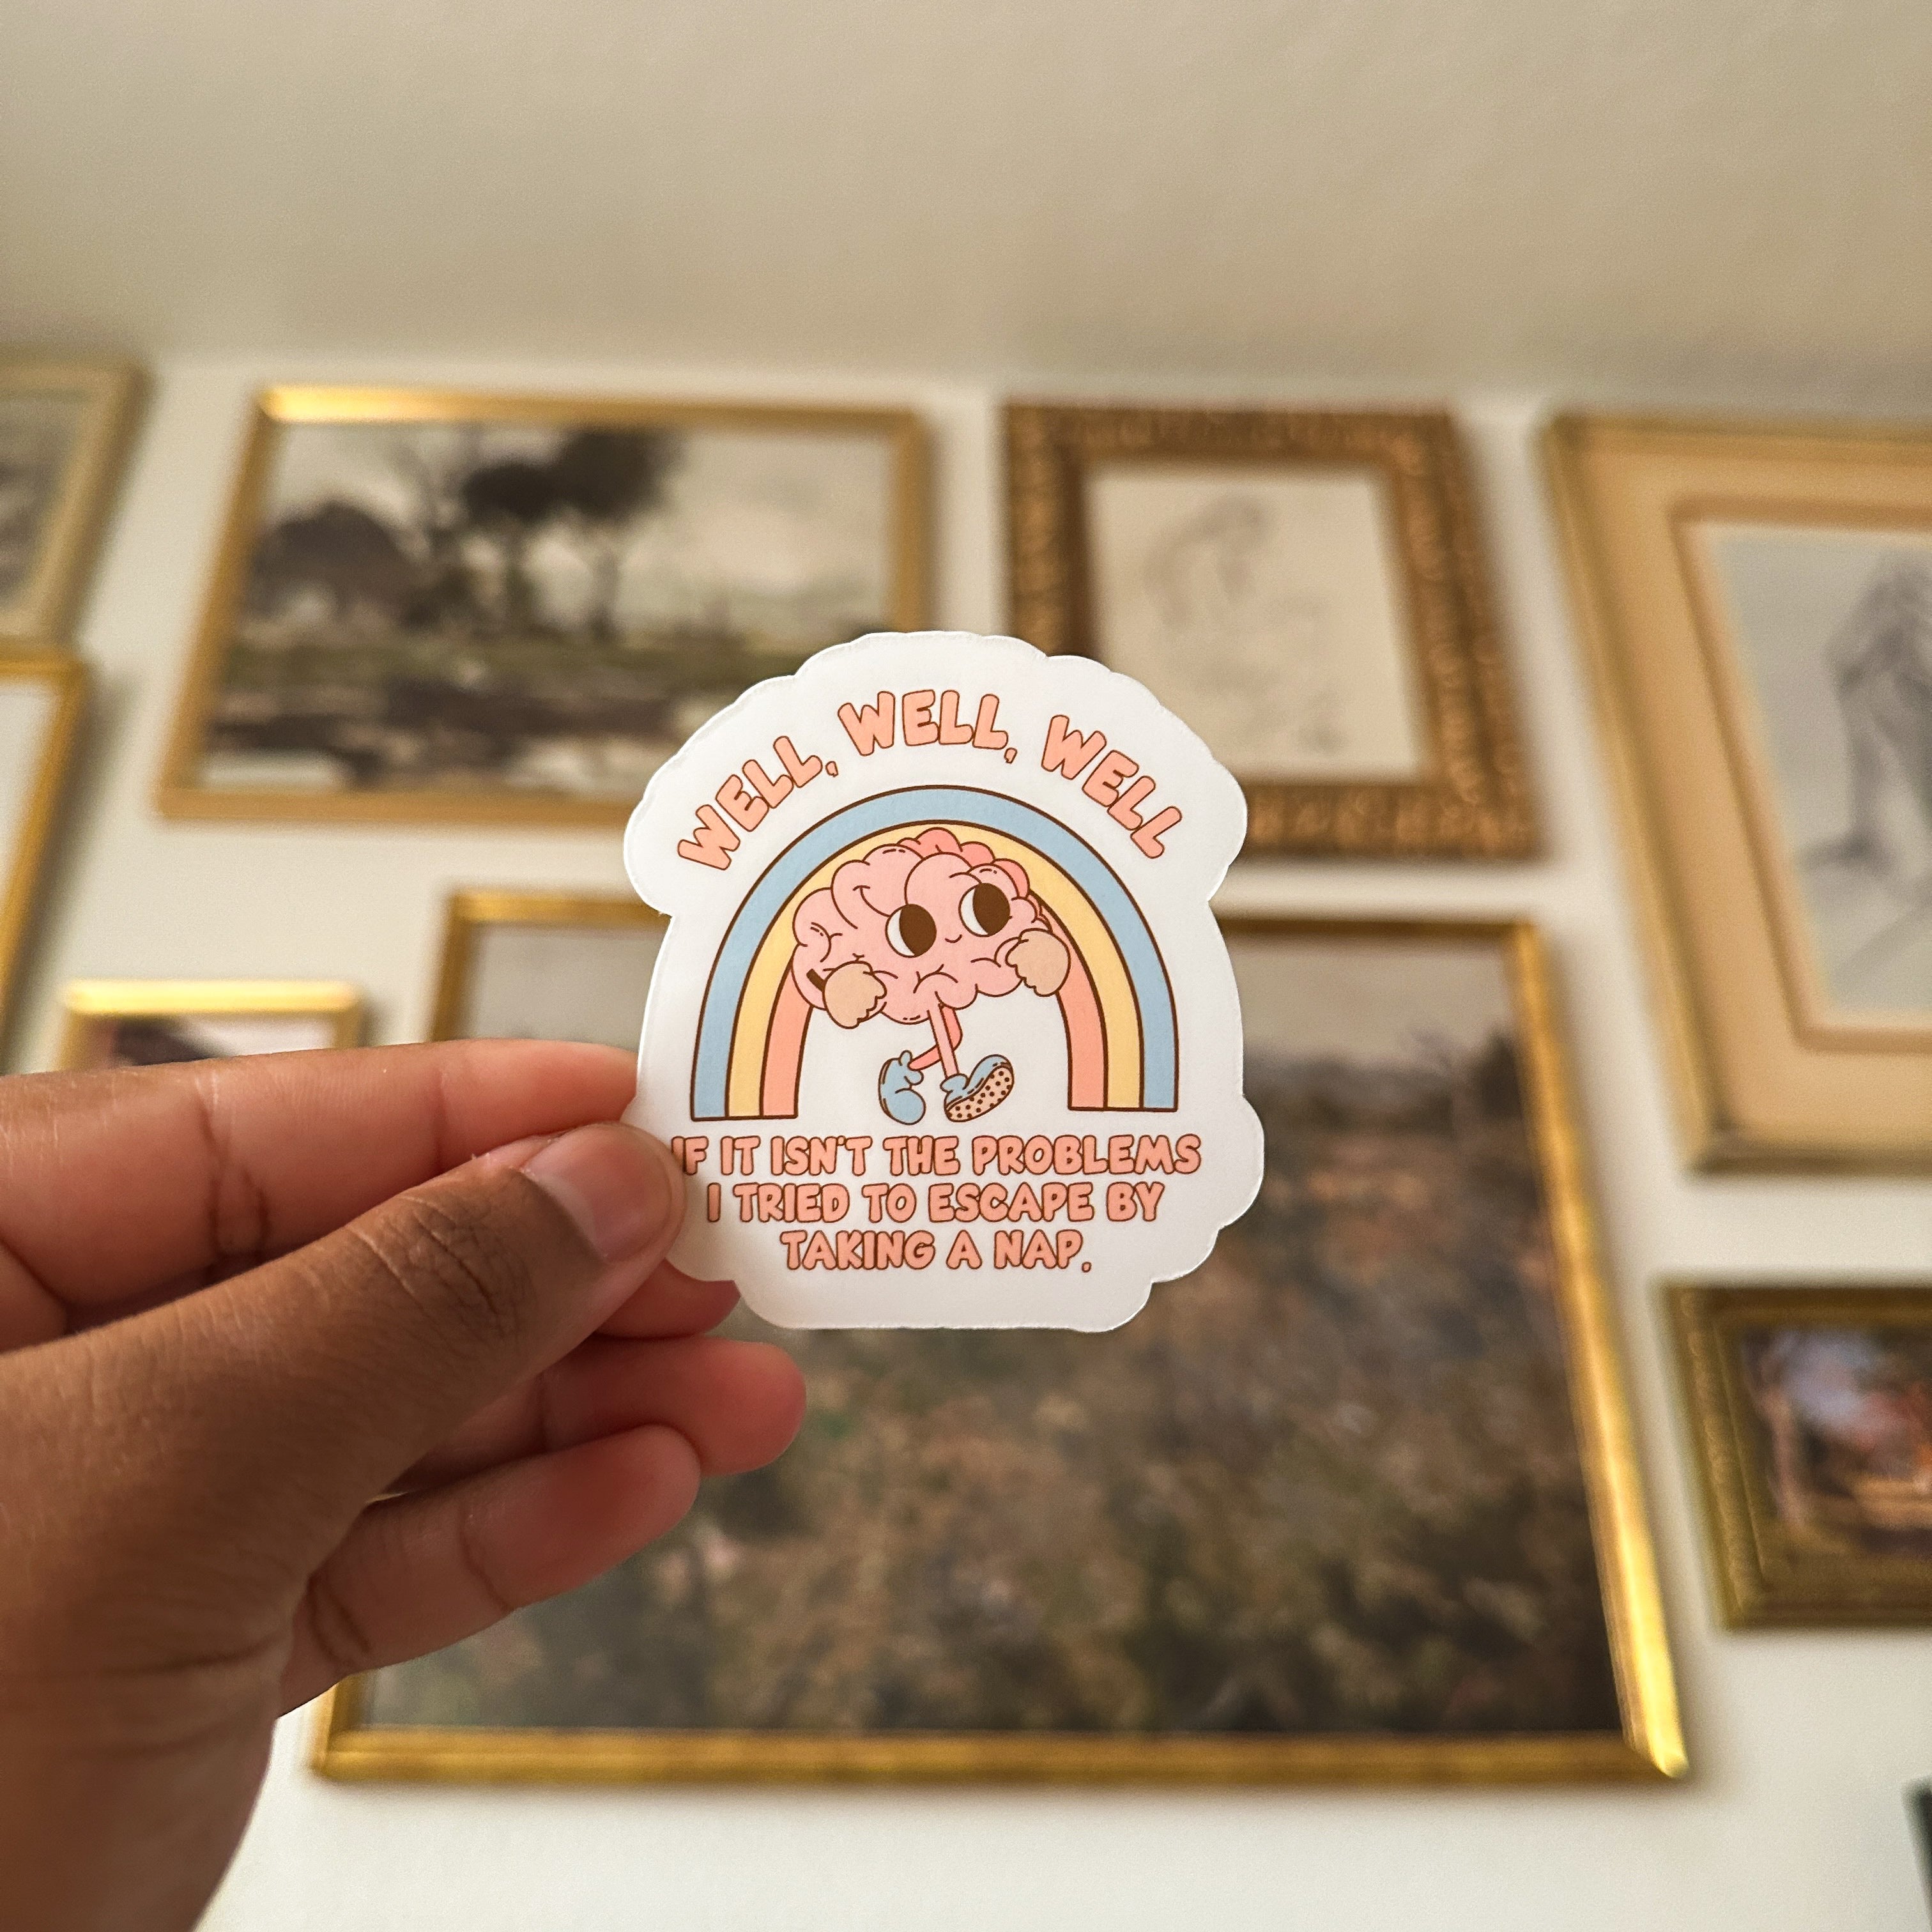 WELL, WELL, WELL
IF IT ISN'T THE PROBLEMS
I TRIED TO ESCAPE BY
TAKING A NAP.